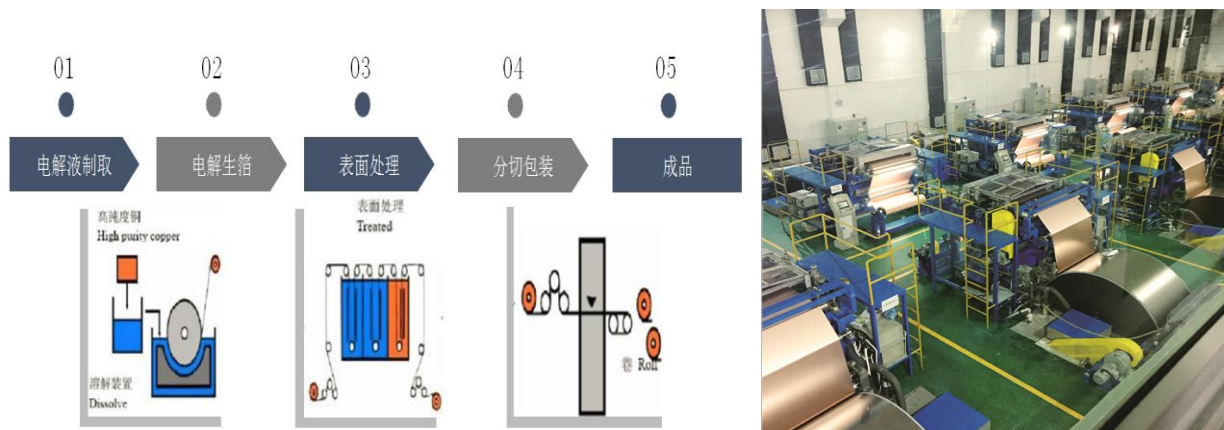 01
02
03
04
05
电解液制取
电解生箔
表面处理
分切包装
成品
高纯度铜
High purity copper
溶解装置
Dissolve
表面处理
Treated
卷 Roll